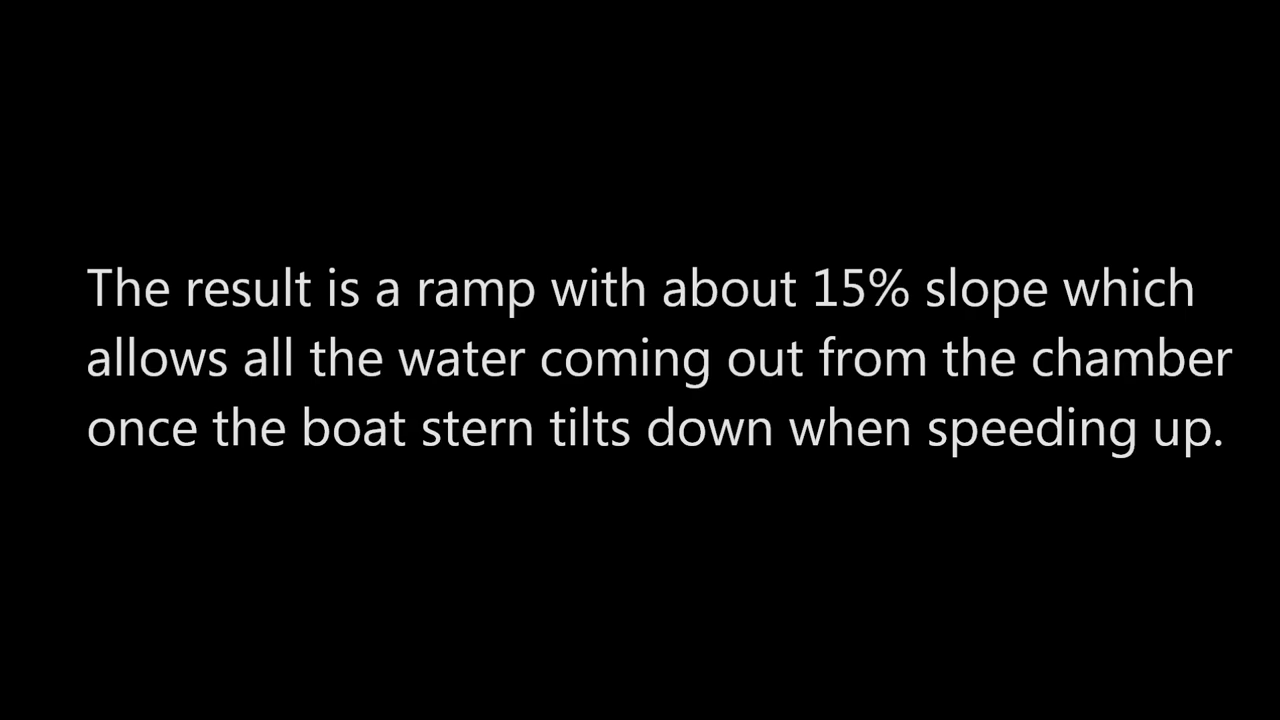 The result is a ramp with about 15% slope which
allows all the water coming out from the chamber
once the boat stern tilts down when speeding up.